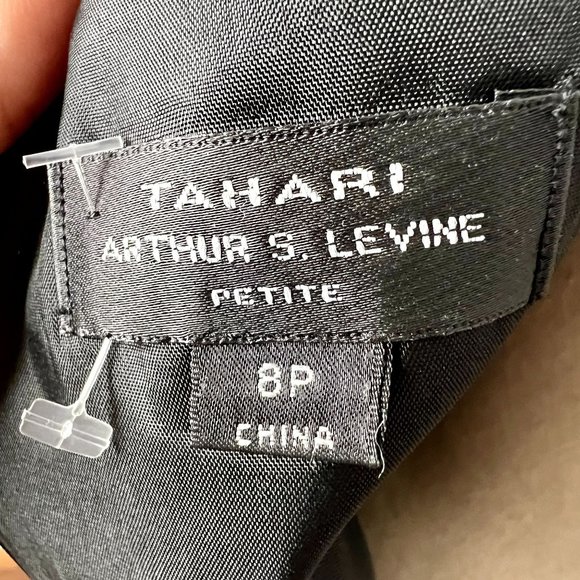 TAHARI
ARTHUR S. LEVINE
PETITE
8P
CHINA